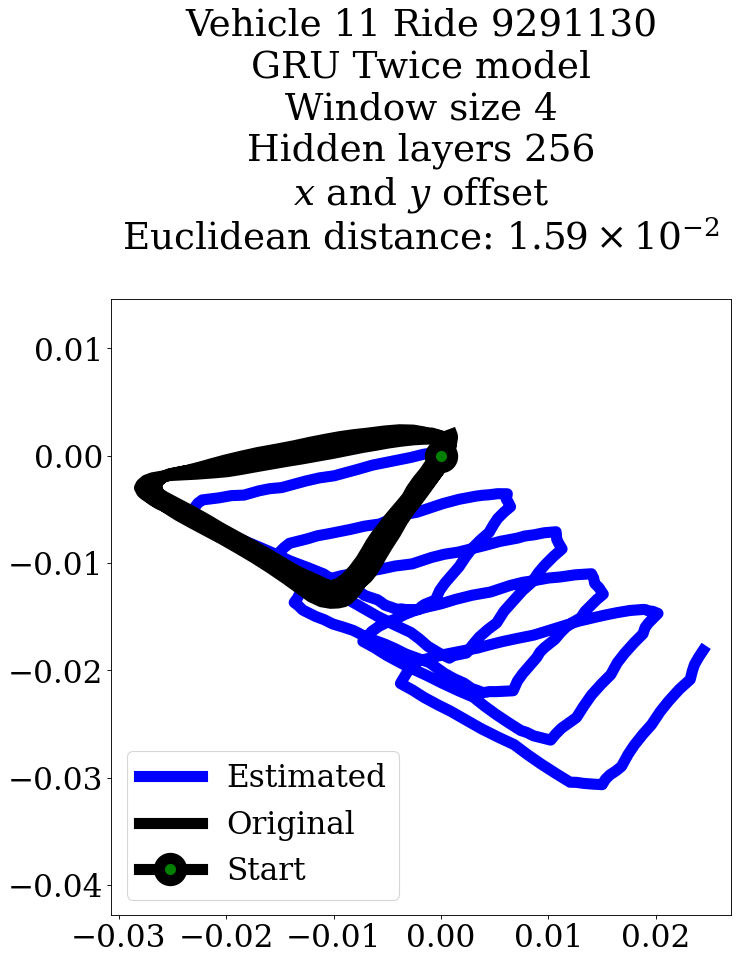 Vehicle 11 Ride 9291130
GRU Twice model
Window size 4
Hidden layers 256
x and y offset
Euclidean distance: 1.59 × 10⁻²
0.01
0.00
−0.01
−0.02
−0.03
−0.04
Estimated
Original
Start
−0.03 −0.02 −0.01 0.00 0.01 0.02